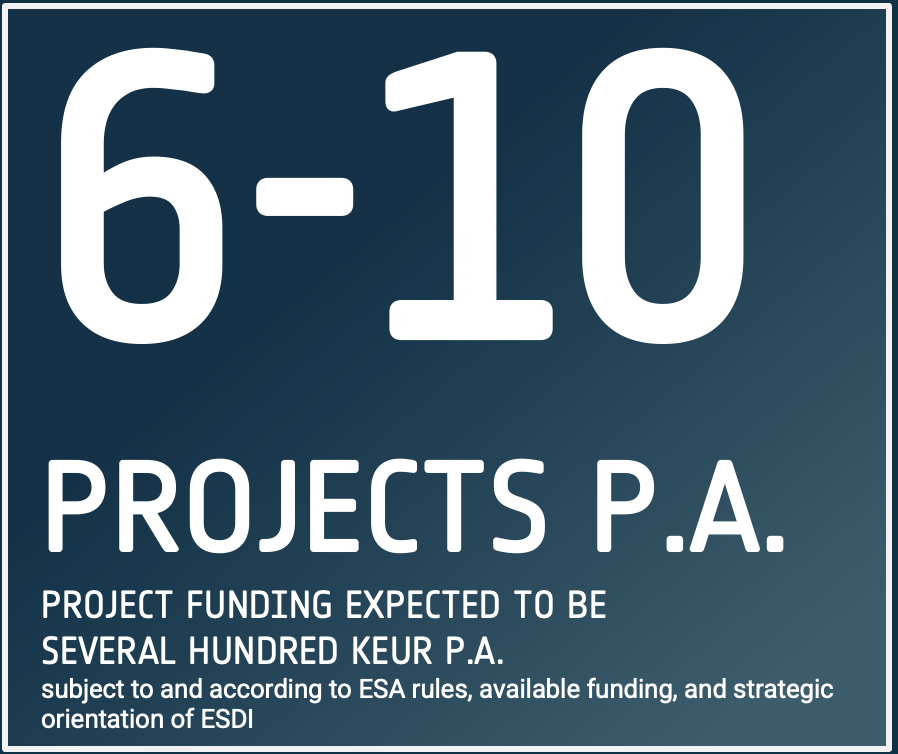 6-10
PROJECTS P.A.
PROJECT FUNDING EXPECTED TO BE
SEVERAL HUNDRED KEUR P.A.
subject to and according to ESA rules, available funding, and strategic
orientation of ESDI